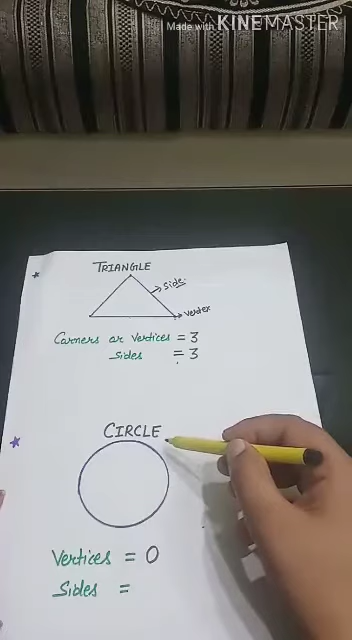 Made with KINEMASTER
TRIANGLE
Side
Vertex
Corners or Vertices = 3
Sides = 3
CIRCLE
Vertices = 0
Sides =